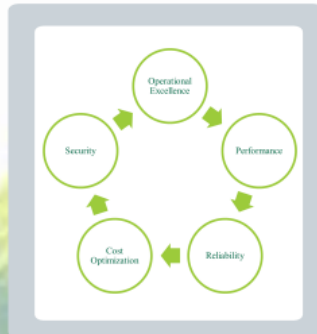 Operational
Excellence
Performance
Reliability
Cost
Optimization
Security